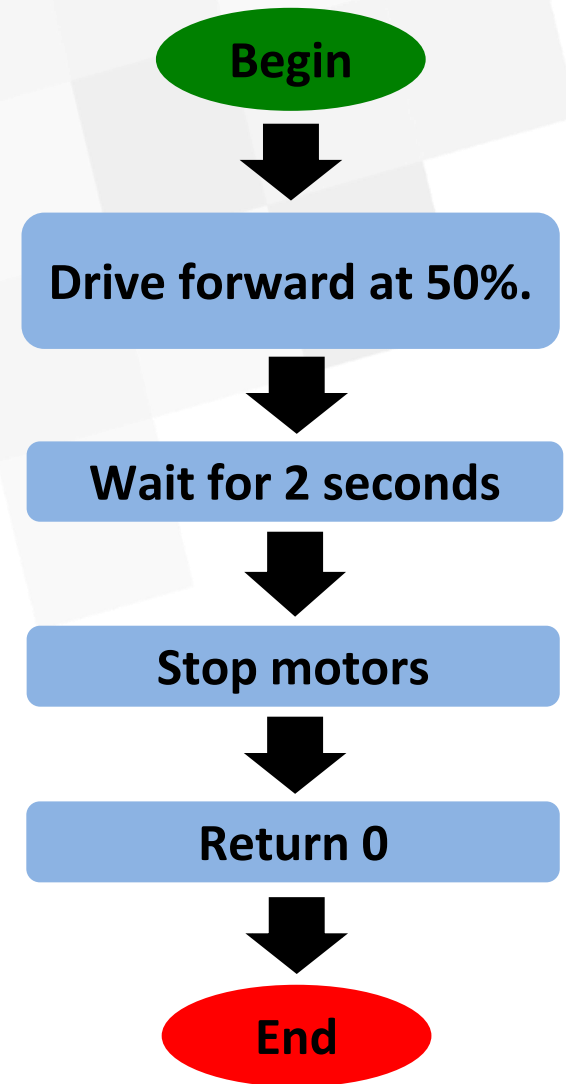 Begin
Drive forward at 50%.
Wait for 2 seconds
Stop motors
Return 0
End